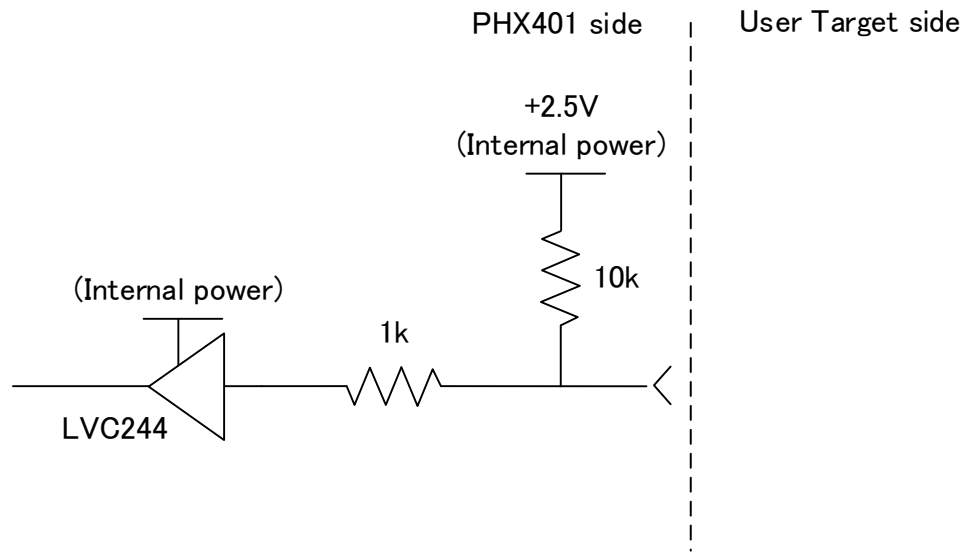 PHX401 side
User Target side
+2.5V
(Internal power)
10k
(Internal power)
1k
LVC244